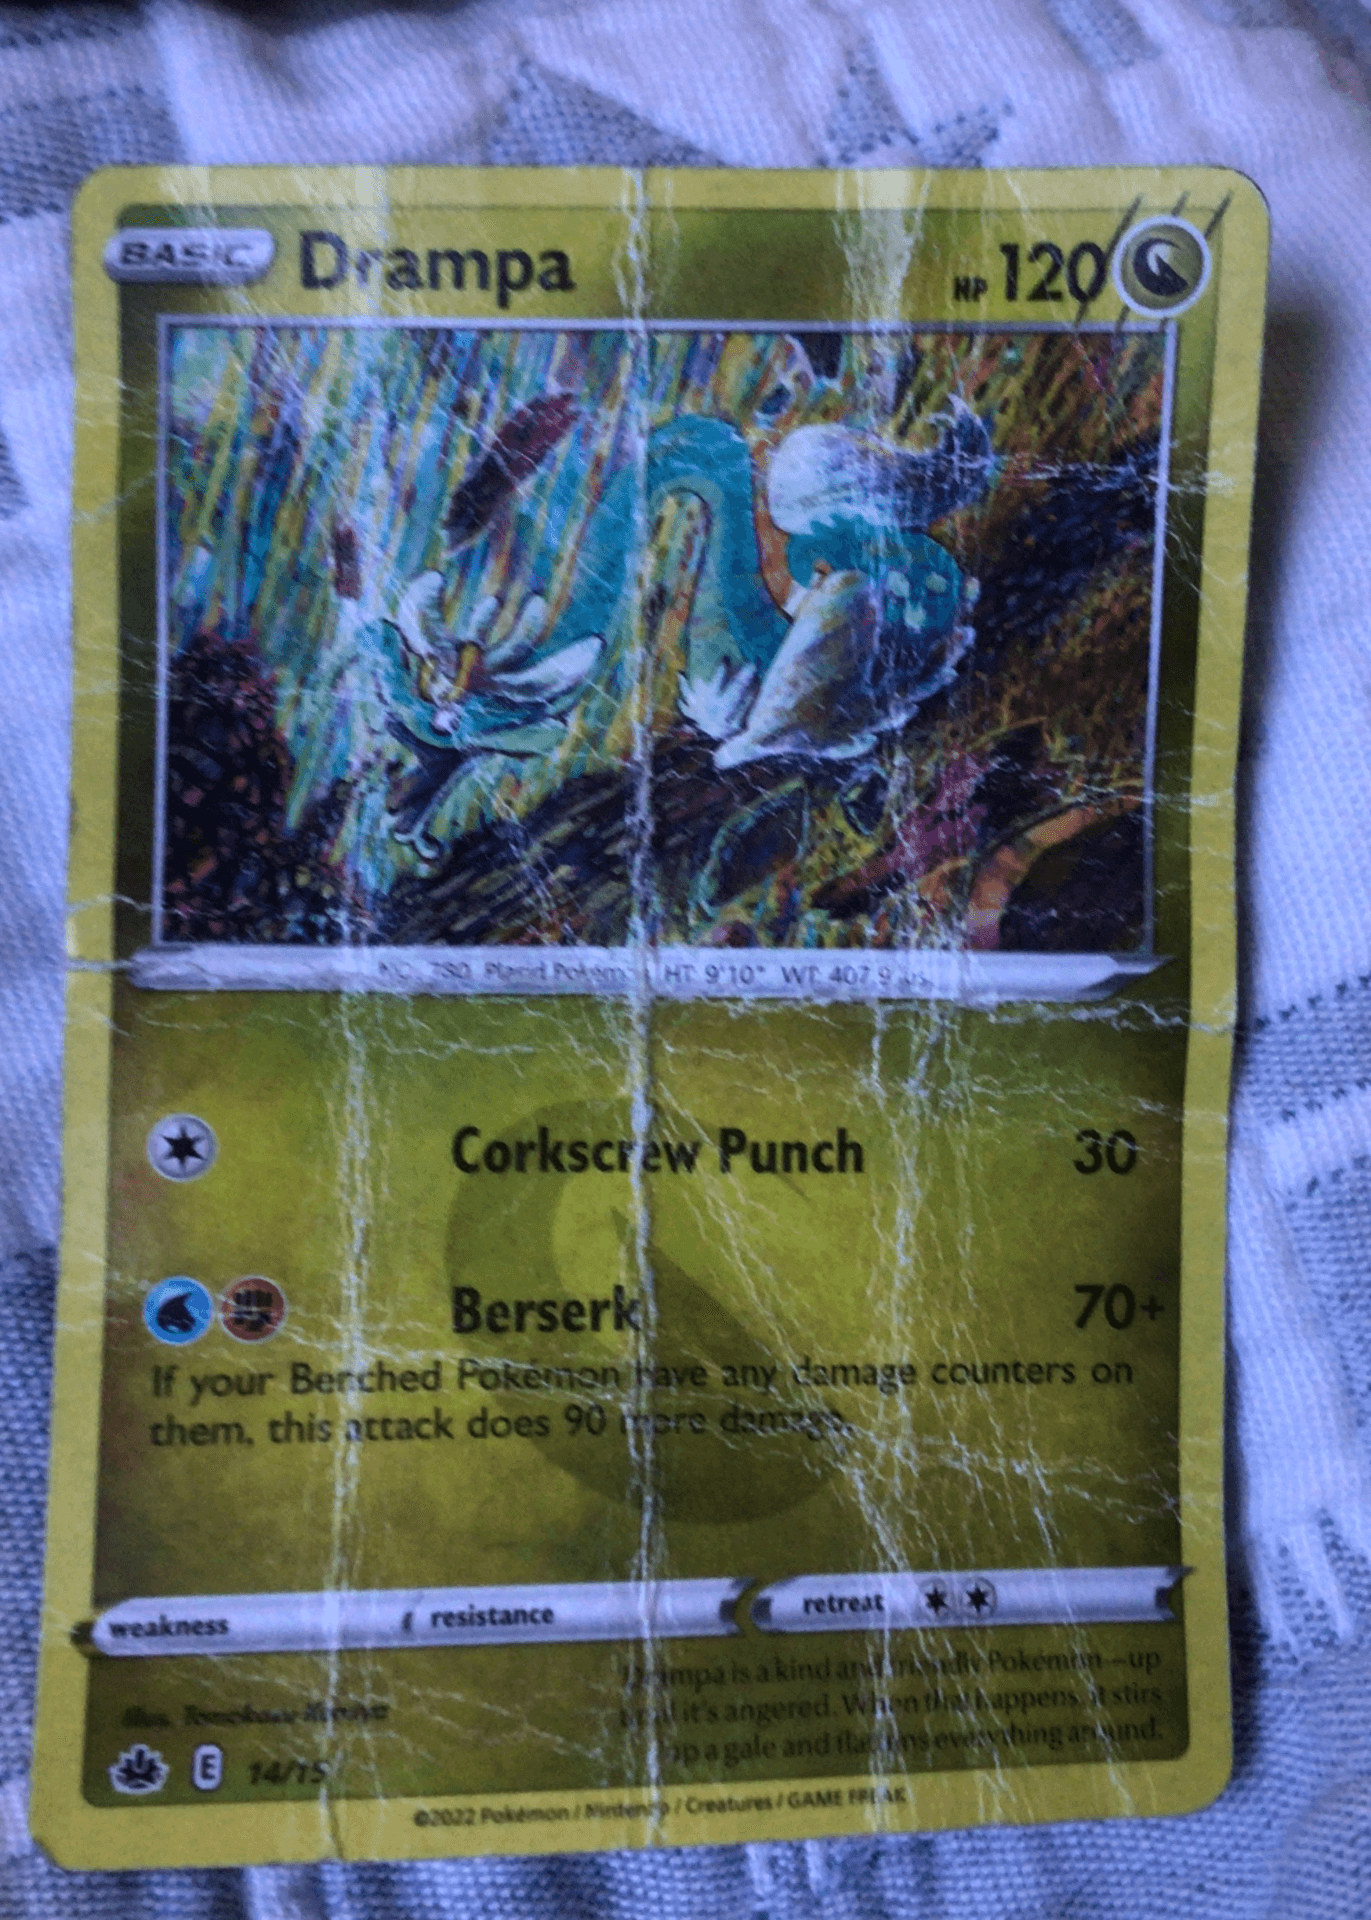 BASIC Drampa HP 120
NO. 780 Placid Pokémon HT 9'10" WT 407.9 lbs.
Corkscrew Punch 30
Berserk 70+
If your Benched Pokémon have any damage counters on
them, this attack does 90 more damage.
weakness resistance retreat
Drampa is a kind and friendly Pokémon—up
until it's angered. When that happens, it stirs
up a gale and flattens everything around.
Illus. Tomokazu Komiya
E 14/15
©2022 Pokémon / Nintendo / Creatures / GAME FREAK